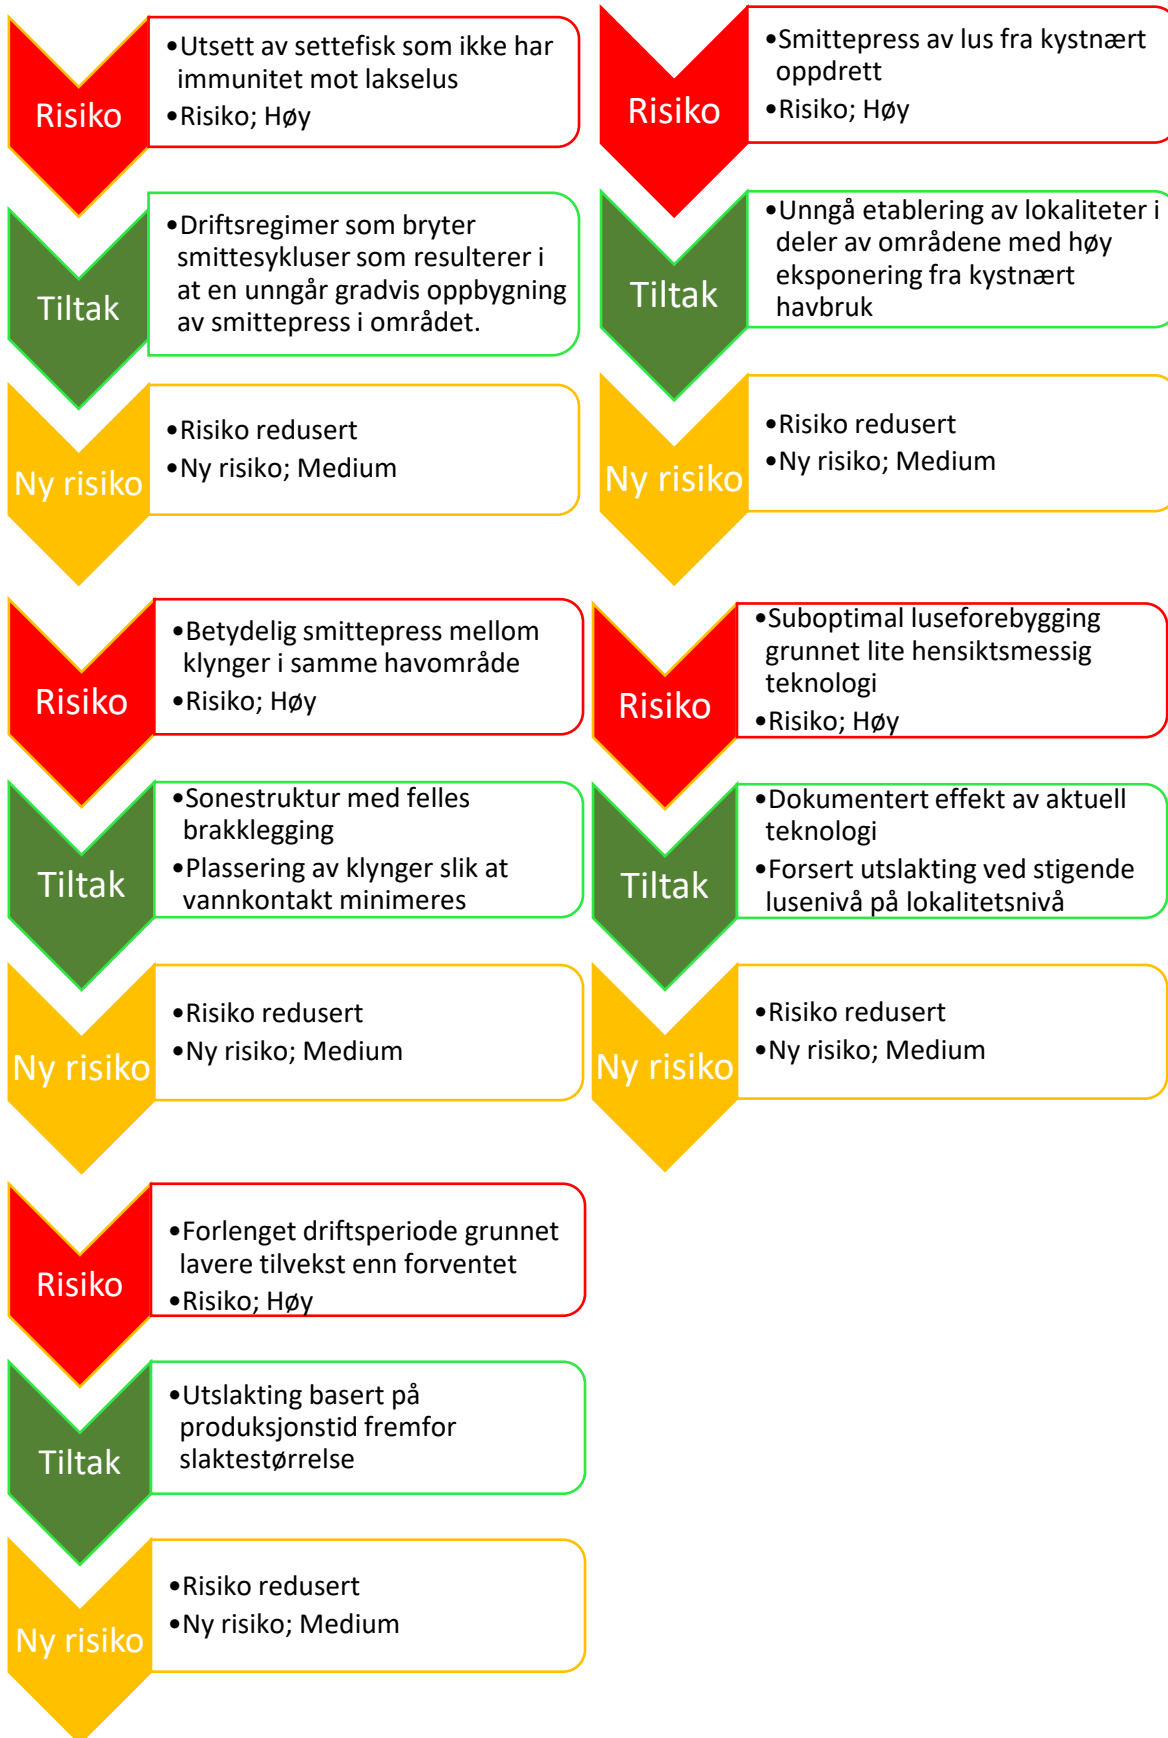 Risiko
•Utsett av settefisk som ikke har
immunitet mot lakselus
•Risiko; Høy
Tiltak
•Driftsregimer som bryter
smittesykluser som resulterer i
at en unngår gradvis oppbygning
av smittepress i området.
Ny risiko
•Risiko redusert
•Ny risiko; Medium
Risiko
•Smittepress av lus fra kystnært
oppdrett
•Risiko; Høy
Tiltak
•Unngå etablering av lokaliteter i
deler av områdene med høy
eksponering fra kystnært
havbruk
Ny risiko
•Risiko redusert
•Ny risiko; Medium
Risiko
•Betydelig smittepress mellom
klynger i samme havområde
•Risiko; Høy
Tiltak
•Sonestruktur med felles
brakklegging
•Plassering av klynger slik at
vannkontakt minimeres
Ny risiko
•Risiko redusert
•Ny risiko; Medium
Risiko
•Suboptimal luseforebygging
grunnet lite hensiktsmessig
teknologi
•Risiko; Høy
Tiltak
•Dokumentert effekt av aktuell
teknologi
•Forsert utslakting ved stigende
lusenivå på lokalitetsnivå
Ny risiko
•Risiko redusert
•Ny risiko; Medium
Risiko
•Forlenget driftsperiode grunnet
lavere tilvekst enn forventet
•Risiko; Høy
Tiltak
•Utslakting basert på
produksjonstid fremfor
slaktestørrelse
Ny risiko
•Risiko redusert
•Ny risiko; Medium